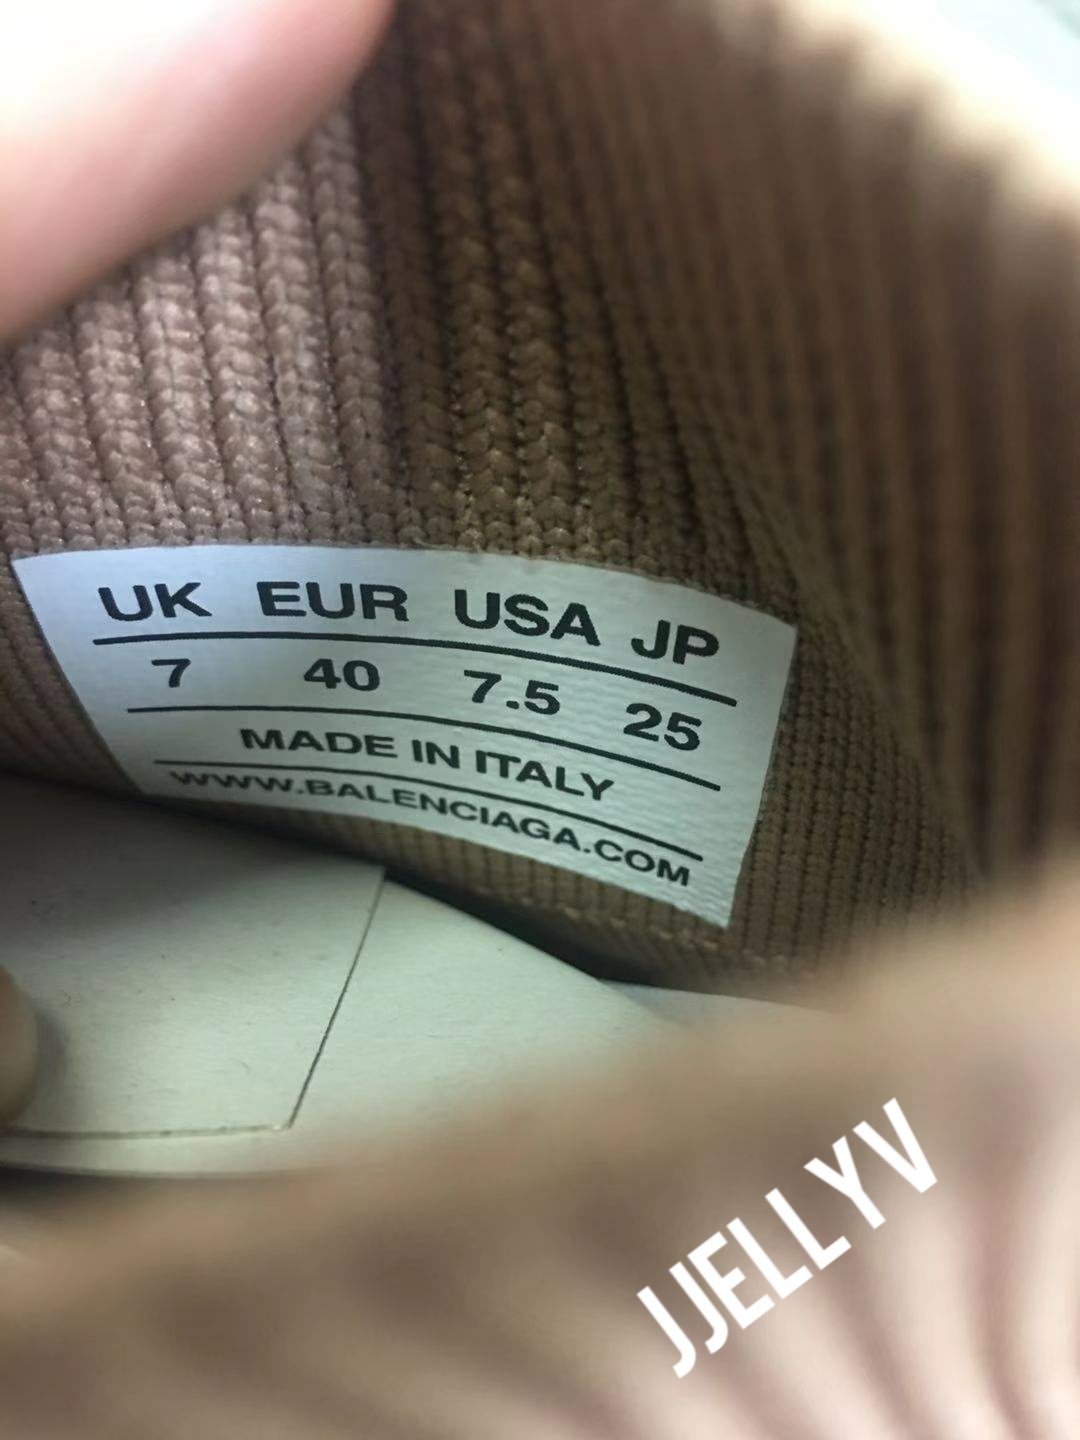 UK EUR USA JP
7 40 7.5 25
MADE IN ITALY
WWW.BALENCIAGA.COM
JJELLYV